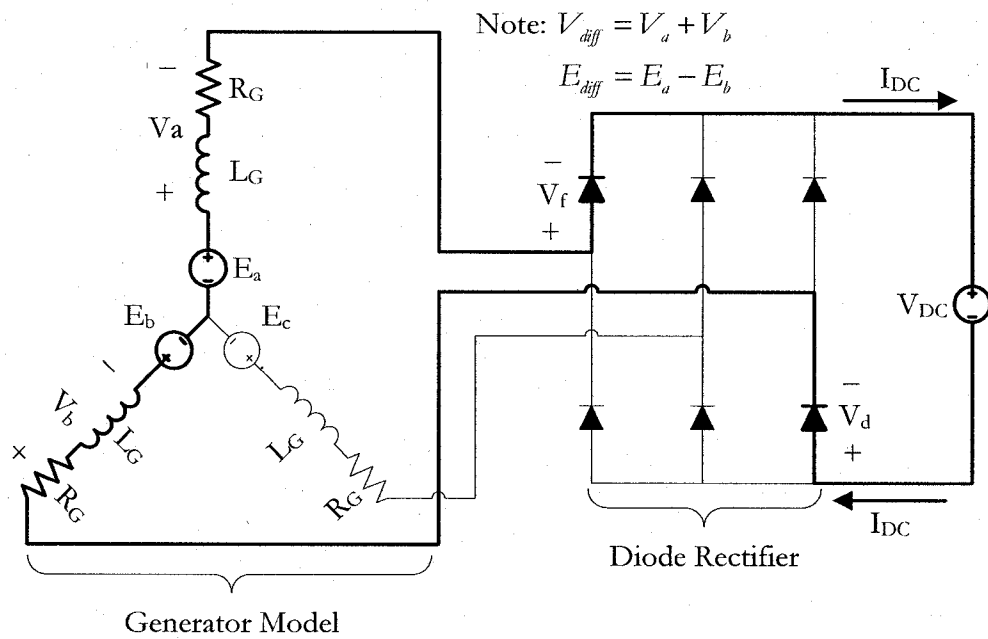 Note: V_diff = V_a + V_b
E_diff = E_a − E_b
−
R_G
Va
L_G
+
+
−
E_a
E_b
E_c
−
+
−
+
−
V_b
L_G
×
R_G
L_G
R_G
I_DC
−
V_f
+
V_DC
+
−
−
V_d
+
I_DC
Diode Rectifier
Generator Model